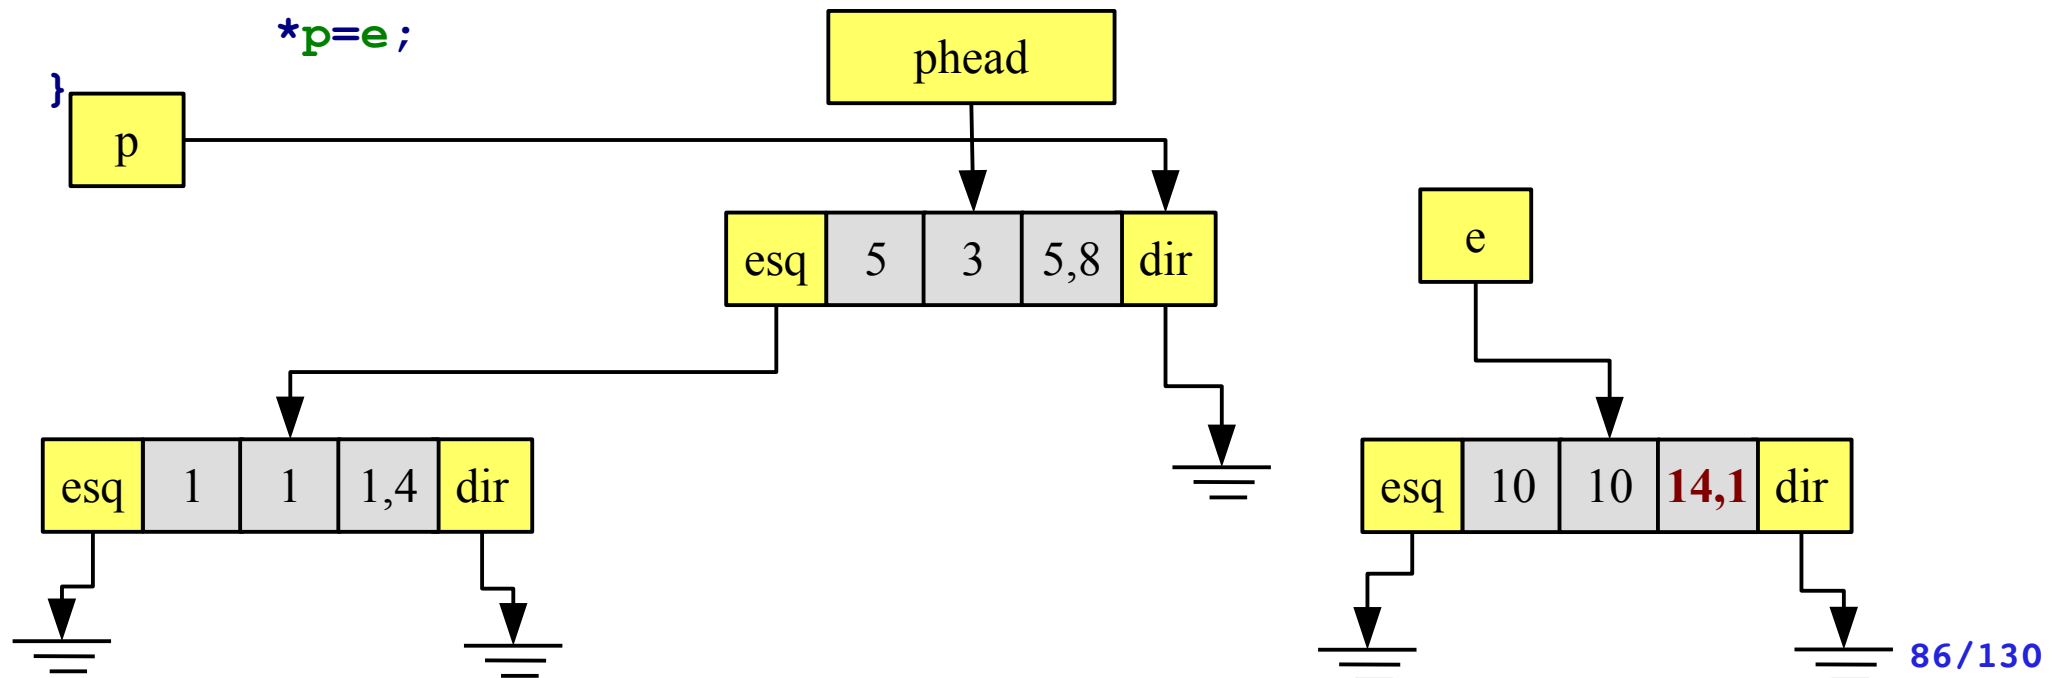 *p=e;
}
p
phead
esq 5 3 5,8 dir
e
esq 1 1 1,4 dir
esq 10 10 14,1 dir
86/130